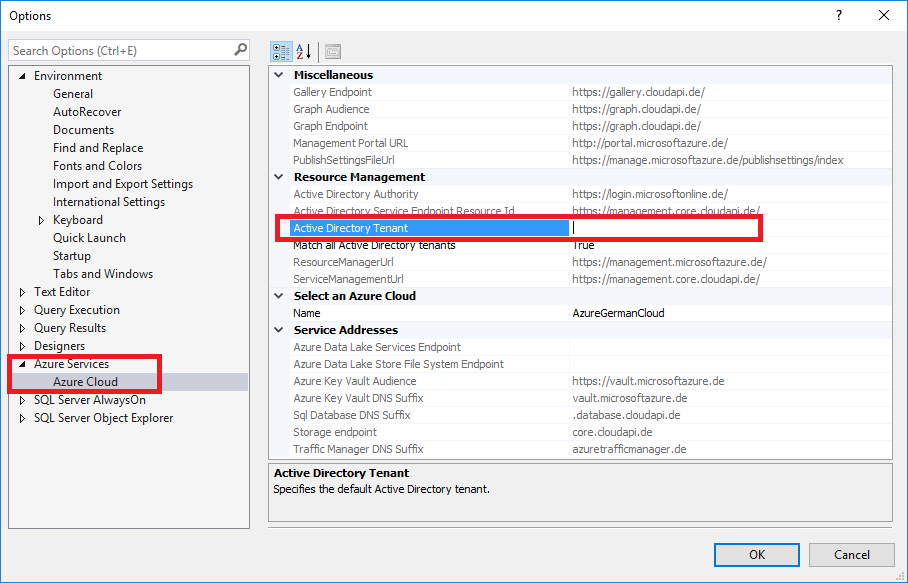 Options
?
Search Options (Ctrl+E)
Environment
General
AutoRecover
Documents
Find and Replace
Fonts and Colors
Import and Export Settings
International Settings
Keyboard
Quick Launch
Startup
Tabs and Windows
Text Editor
Query Execution
Query Results
Designers
Azure Services
Azure Cloud
SQL Server AlwaysOn
SQL Server Object Explorer
A Z
Miscellaneous
Gallery Endpoint https://gallery.cloudapi.de/
Graph Audience https://graph.cloudapi.de/
Graph Endpoint https://graph.cloudapi.de/
Management Portal URL http://portal.microsoftazure.de/
PublishSettingsFileUrl https://manage.microsoftazure.de/publishsettings/index
Resource Management
Active Directory Authority https://login.microsoftonline.de/
Active Directory Service Endpoint Resource Id https://management.core.cloudapi.de/
Active Directory Tenant
Match all Active Directory tenants True
ResourceManagerUrl https://management.microsoftazure.de/
ServiceManagementUrl https://management.core.cloudapi.de/
Select an Azure Cloud
Name AzureGermanCloud
Service Addresses
Azure Data Lake Services Endpoint
Azure Data Lake Store File System Endpoint
Azure Key Vault Audience https://vault.microsoftazure.de
Azure Key Vault DNS Suffix vault.microsoftazure.de
Sql Database DNS Suffix .database.cloudapi.de
Storage endpoint core.cloudapi.de
Traffic Manager DNS Suffix azuretrafficmanager.de
Active Directory Tenant
Specifies the default Active Directory tenant.
OK
Cancel